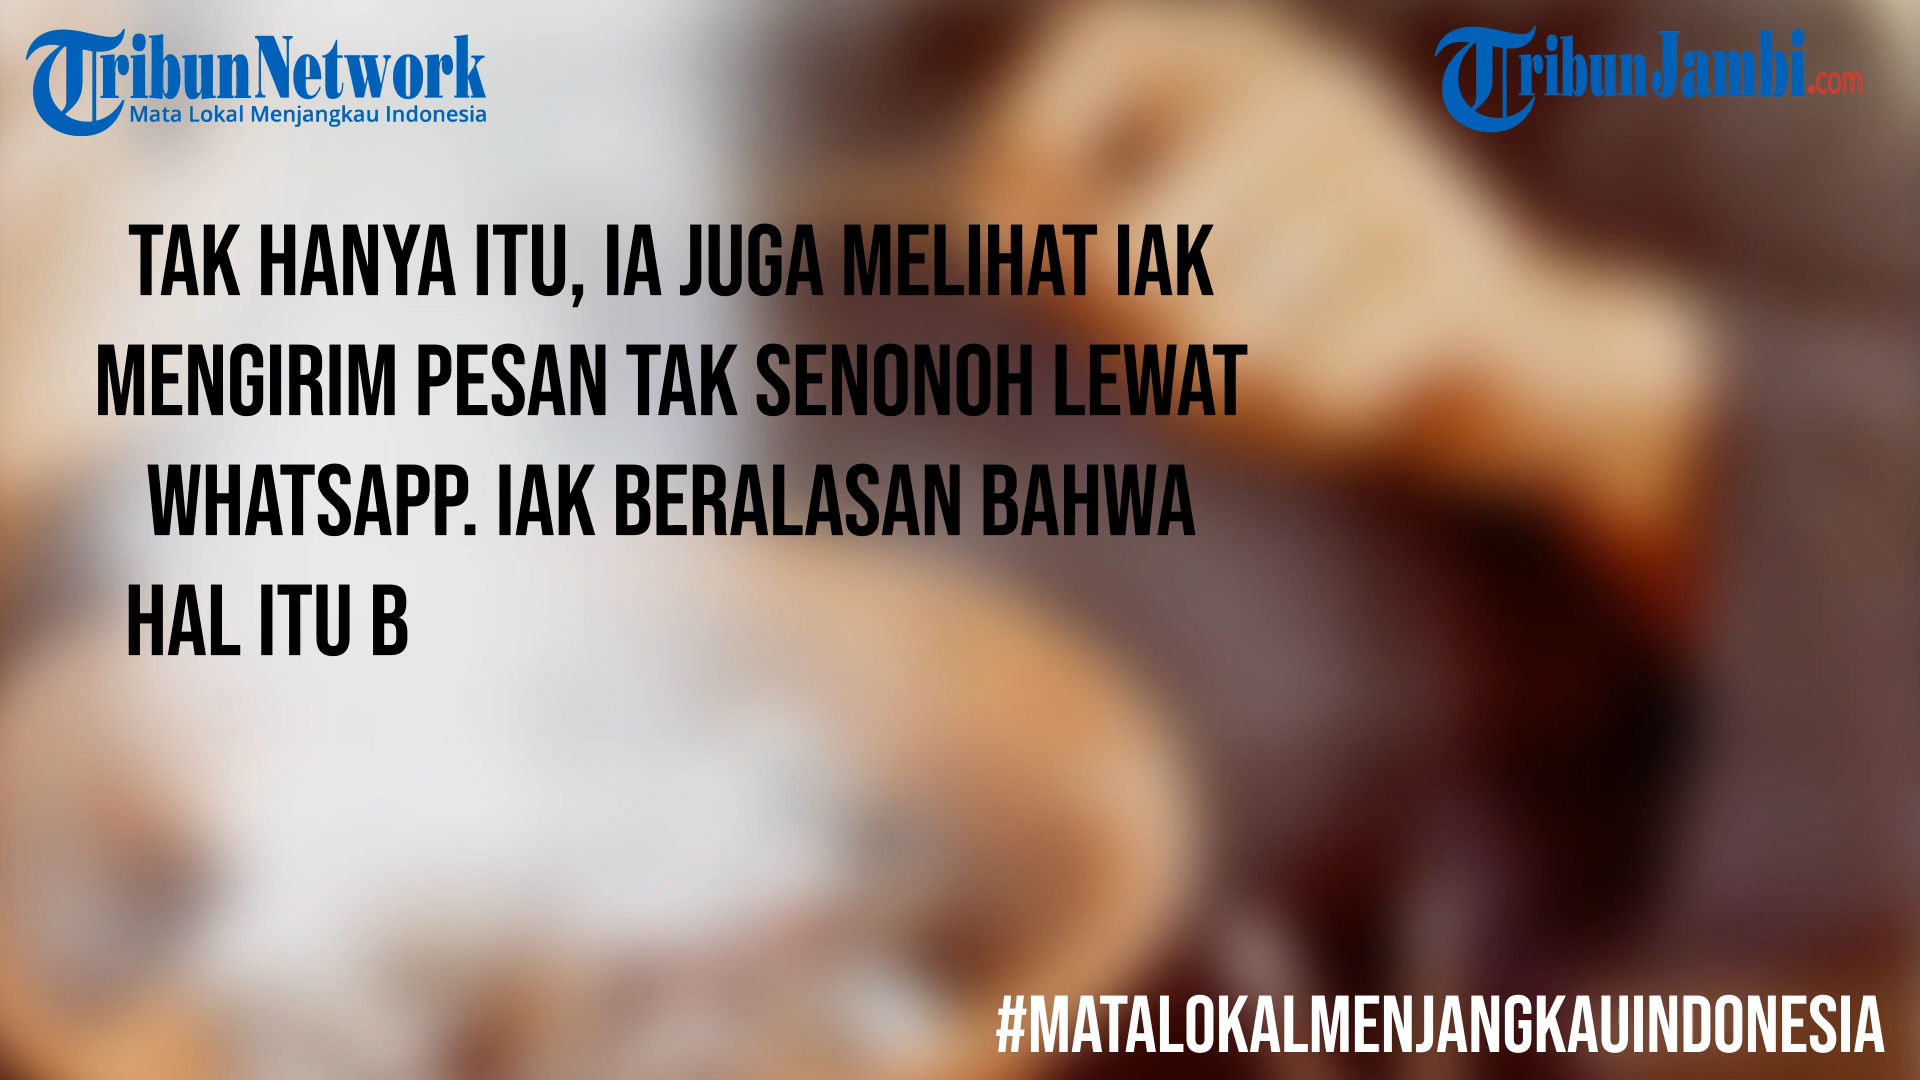 TribunNetwork
Mata Lokal Menjangkau Indonesia
TribunJambi.com
TAK HANYA ITU, IA JUGA MELIHAT IAK
MENGIRIM PESAN TAK SENONOH LEWAT
WHATSAPP. IAK BERALASAN BAHWA
HAL ITU B
#MATALOKALMENJANGKAUINDONESIA